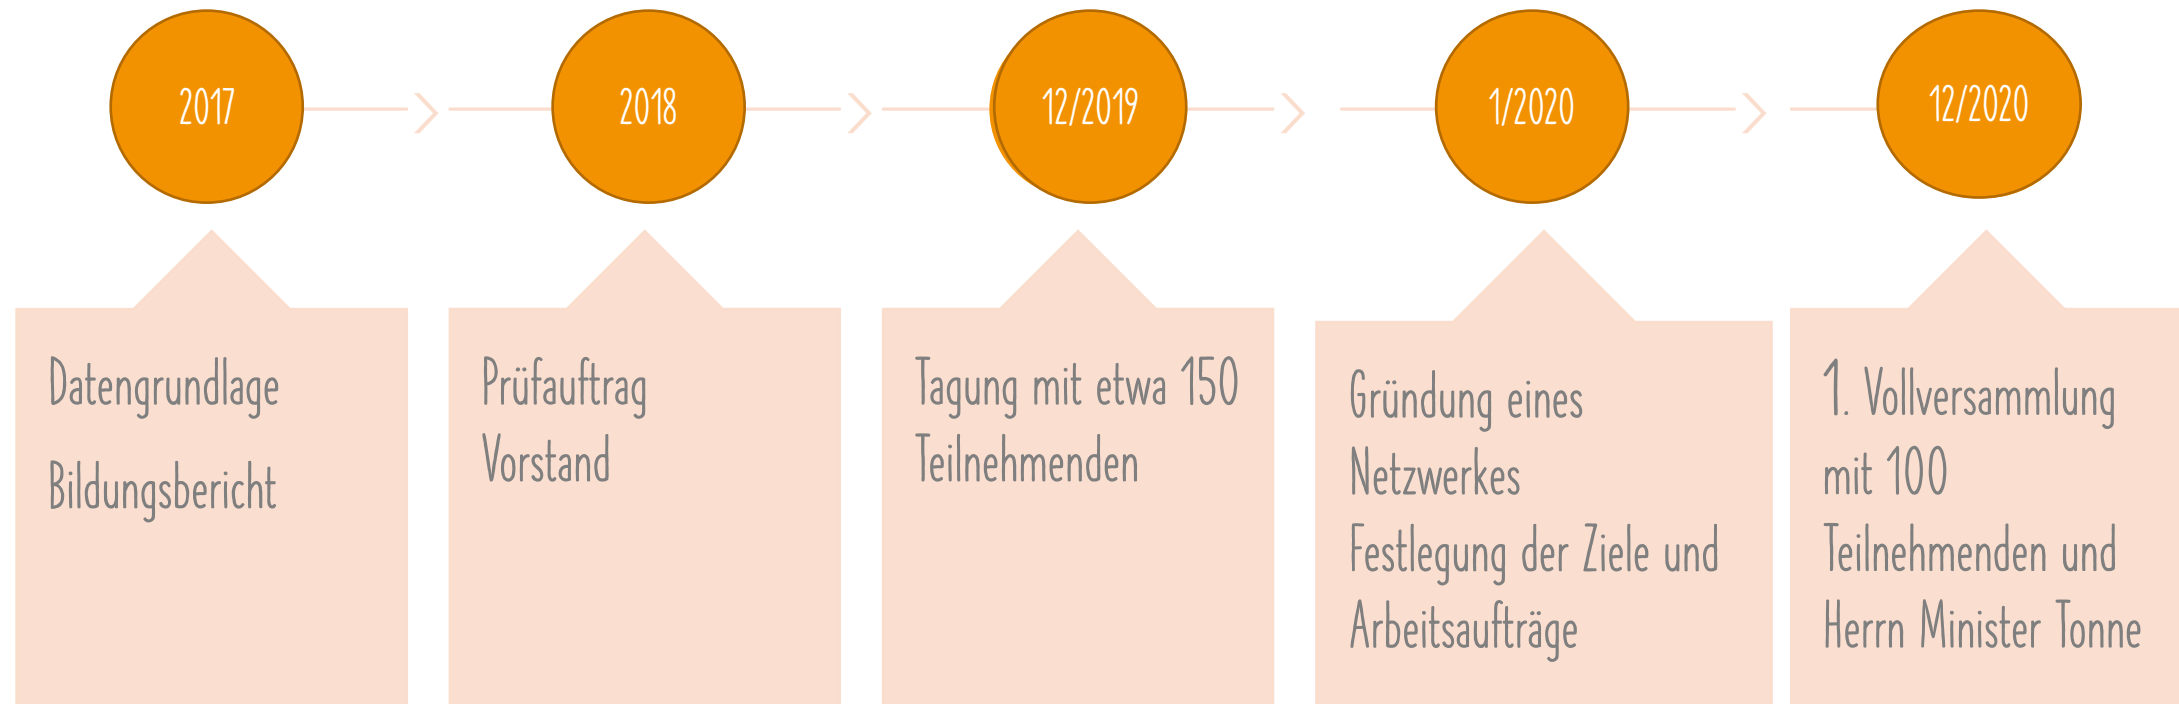 2017
2018
12/2019
1/2020
12/2020
Datengrundlage
Bildungsbericht
Prüfauftrag
Vorstand
Tagung mit etwa 150
Teilnehmenden
Gründung eines
Netzwerkes
Festlegung der Ziele und
Arbeitsaufträge
1. Vollversammlung
mit 100
Teilnehmenden und
Herrn Minister Tonne